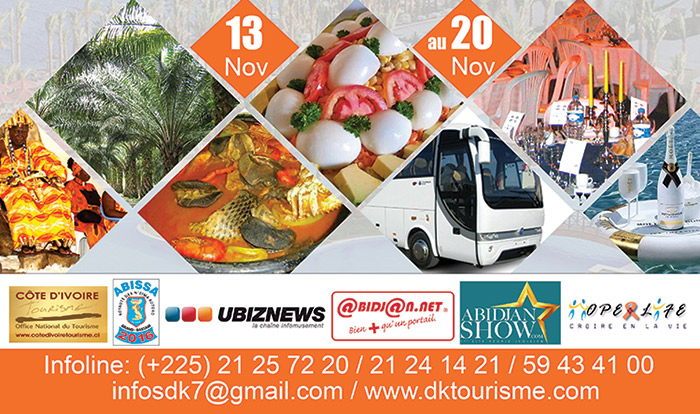 13
Nov
au 20
Nov
CÔTE D'IVOIRE
Tourisme
Office National du Tourisme
www.cotedivoiretourisme.ci
ABISSA
2016
UBIZNEWS
la chaîne infomusement
@BIDJ@N.NET
Bien + qu'un portail.
ABIDJAN
SHOW.com
HOPE LIFE
CROIRE EN LA VIE
Infoline: (+225) 21 25 72 20 / 21 24 14 21 / 59 43 41 00
infosdk7@gmail.com / www.dktourisme.com